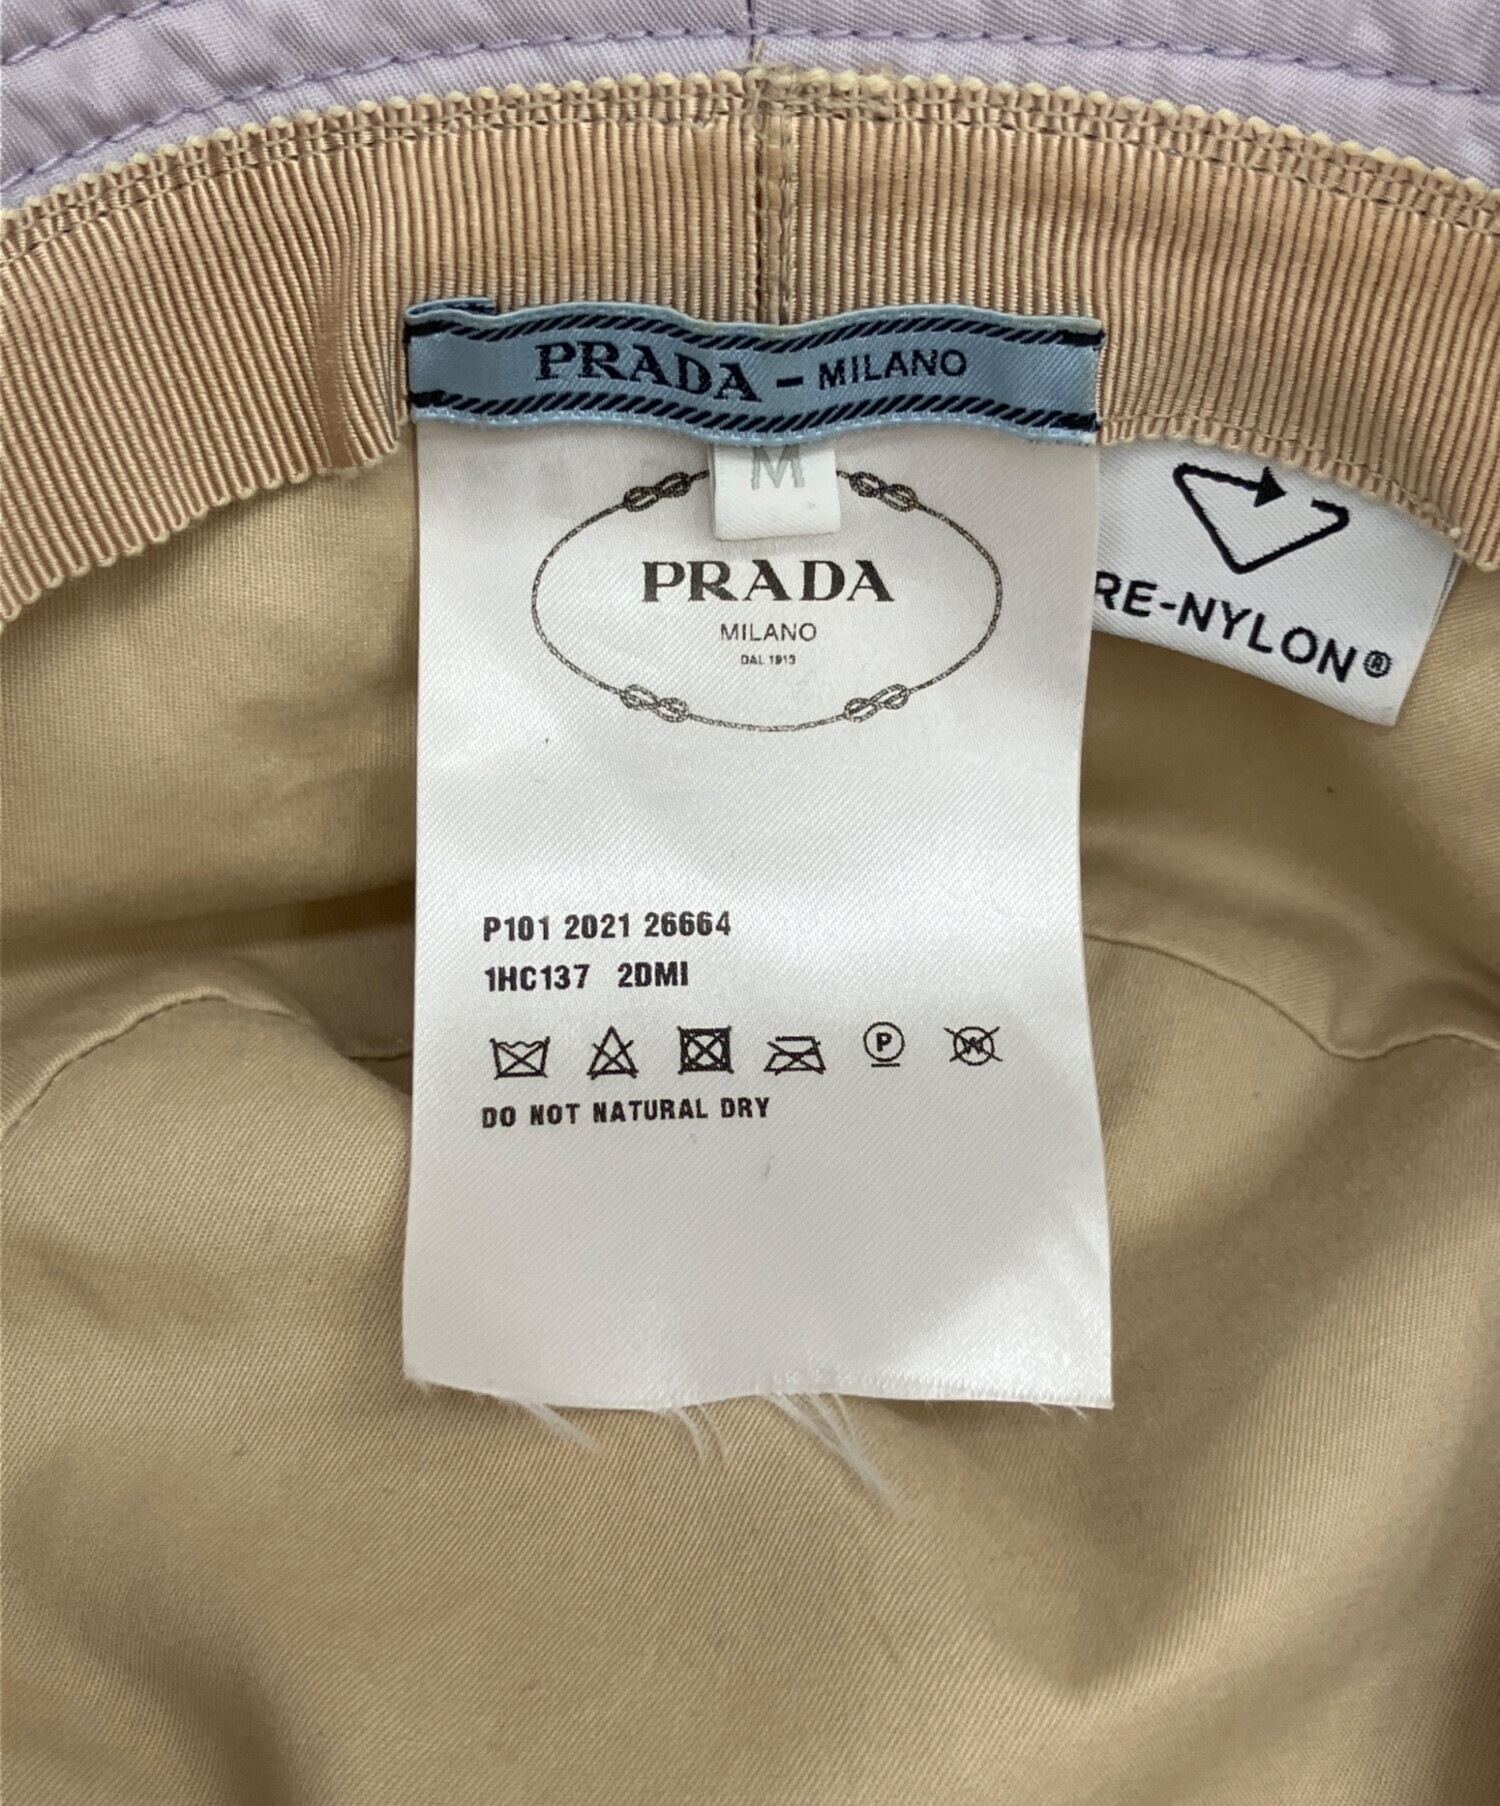 PRADA - MILANO
M
PRADA
MILANO
DAL 1913
RE-NYLON®
P101 2021 26664
1HC137 2DMI
P
W
DO NOT NATURAL DRY